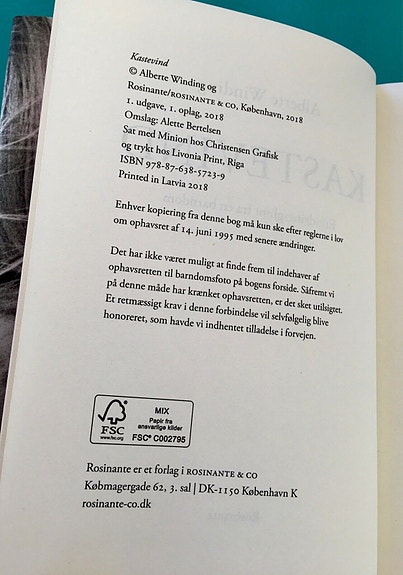 Kastevind
© Alberte Winding og
Rosinante/ROSINANTE & CO, København, 2018
1. udgave, 1. oplag, 2018
Omslag: Alette Bertelsen
Sat med Minion hos Christensen Grafisk
og trykt hos Livonia Print, Riga
ISBN 978-87-638-5723-9
Printed in Latvia 2018
Enhver kopiering fra denne bog må kun ske efter reglerne i lov
om ophavsret af 14. juni 1995 med senere ændringer.
Det har ikke været muligt at finde frem til indehaver af
ophavsretten til barndomsfoto på bogens forside. Såfremt vi
på denne måde har krænket ophavsretten, er det sket utilsigtet.
Et retmæssigt krav i denne forbindelse vil selvfølgelig blive
honoreret, som havde vi indhentet tilladelse i forvejen.
FSC
www.fsc.org
MIX
Papir fra
ansvarlige kilder
FSC® C002795
Rosinante er et forlag i ROSINANTE & CO
Købmagergade 62, 3. sal | DK-1150 København K
rosinante-co.dk